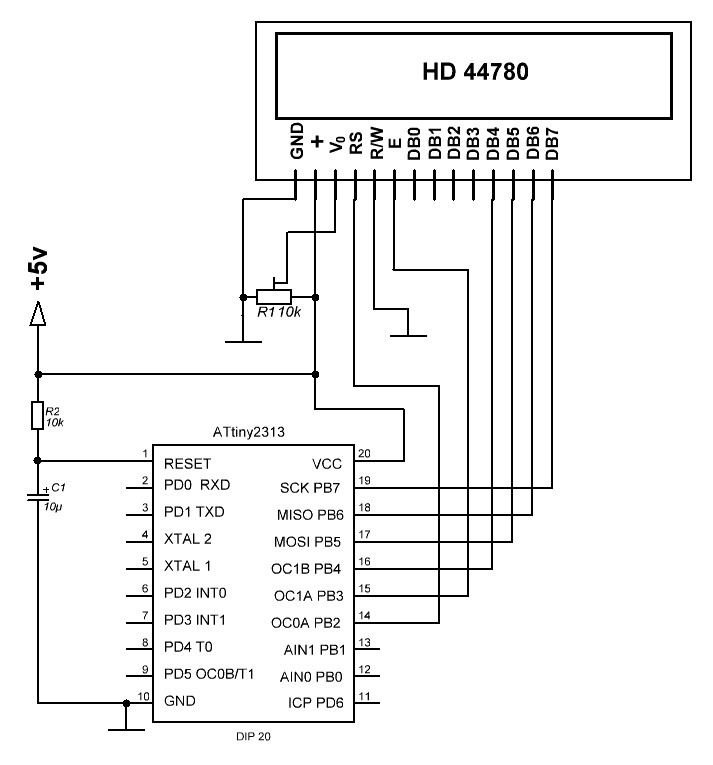 HD 44780
GND + V0 RS R/W E DB0 DB1 DB2 DB3 DB4 DB5 DB6 DB7
+5v
R1 10k
R2
10k
ATtiny2313
1 RESET VCC 20
2 PD0 RXD SCK PB7 19
3 PD1 TXD MISO PB6 18
4 XTAL 2 MOSI PB5 17
5 XTAL 1 OC1B PB4 16
6 PD2 INT0 OC1A PB3 15
7 PD3 INT1 OC0A PB2 14
8 PD4 T0 AIN1 PB1 13
9 PD5 OC0B/T1 AIN0 PB0 12
10 GND ICP PD6 11
+ C1
10µ
DIP 20